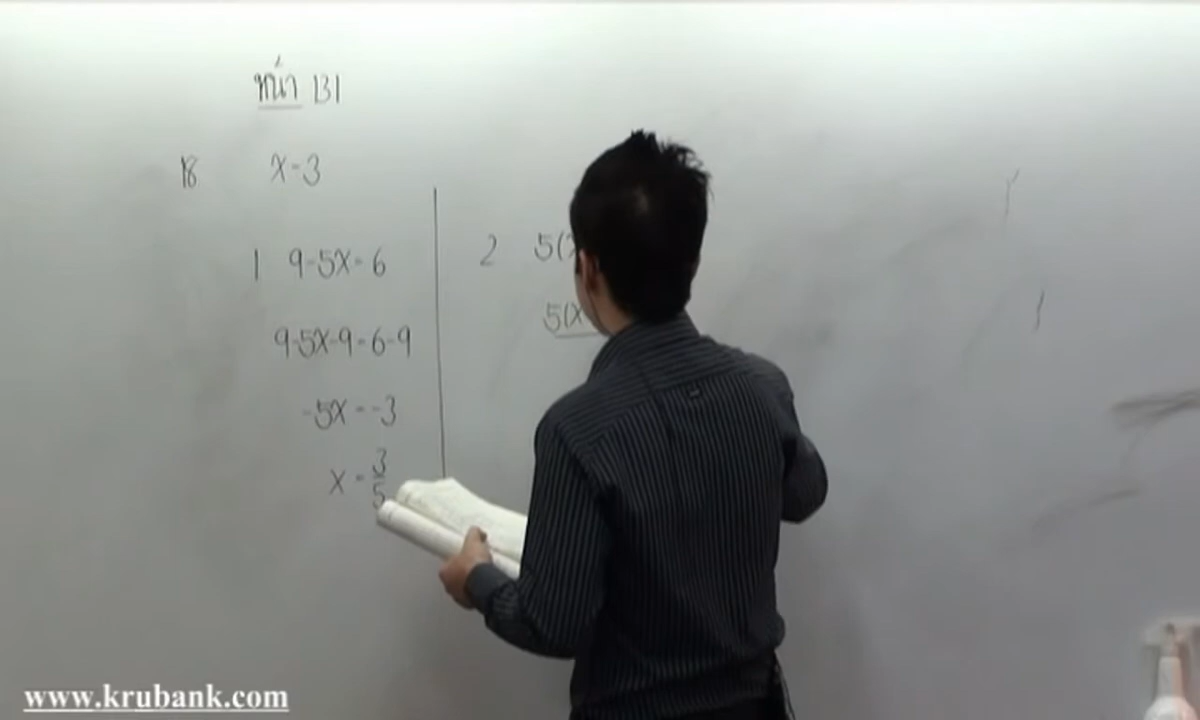 หน้า 131
18 x=3
1 9-5x=6
9-5x-9=6-9
-5x=-3
x=3/5
2 5(x
5(x
www.krubank.com